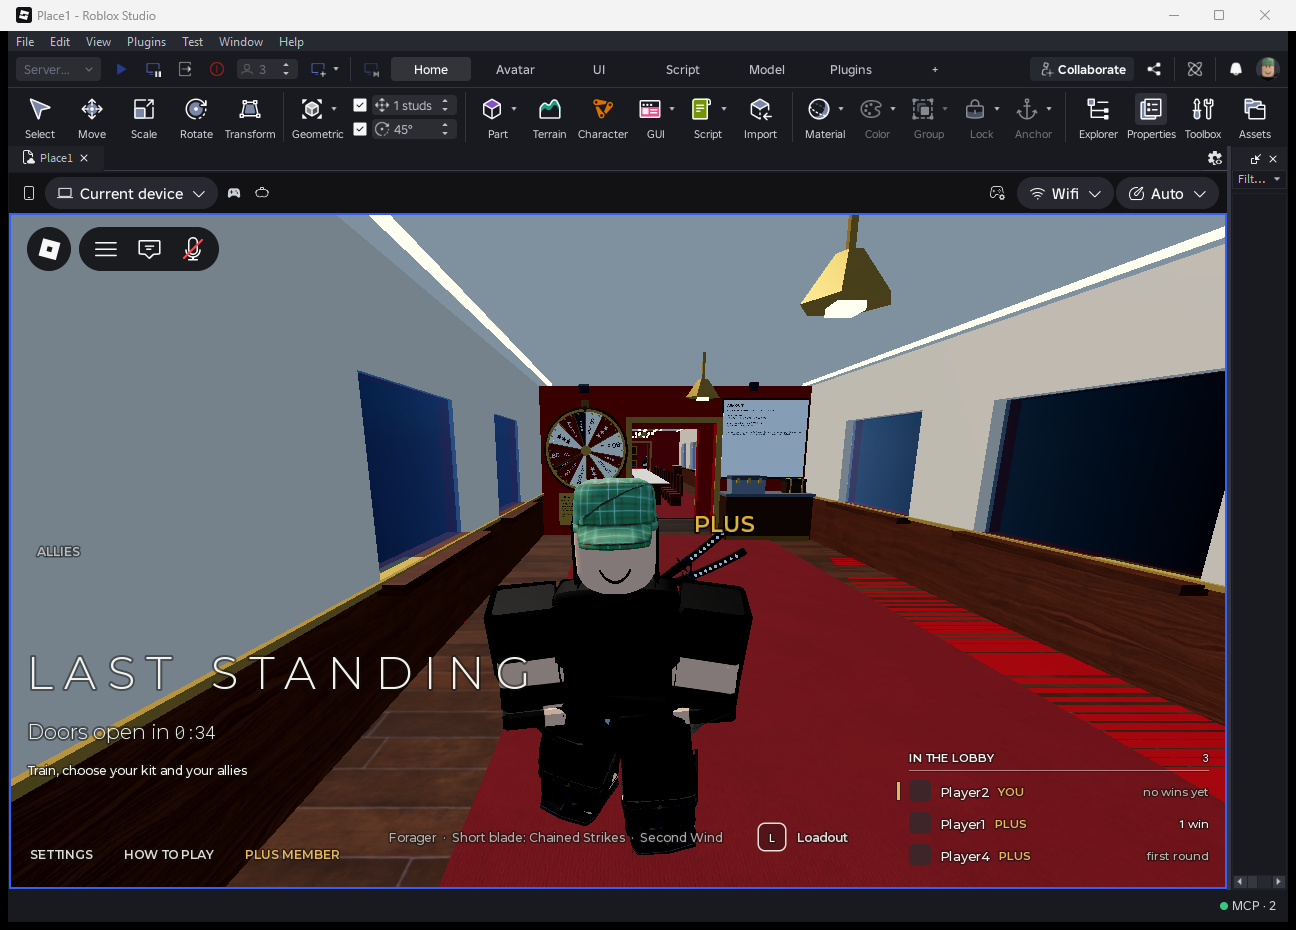 Place1 - Roblox Studio
File Edit View Plugins Test Window Help
Server... 3 Home Avatar UI Script Model Plugins + Collaborate
1 studs
45°
Select Move Scale Rotate Transform Geometric Part Terrain Character GUI Script Import Material Color Group Lock Anchor Explorer Properties Toolbox Assets
Place1
Filt...
Current device Wifi Auto
PLUS
ALLIES
LAST STANDING
Doors open in 0:34
Train, choose your kit and your allies
IN THE LOBBY 3
Player2 YOU no wins yet
Player1 PLUS 1 win
Player4 PLUS first round
Forager · Short blade: Chained Strikes · Second Wind L Loadout
SETTINGS HOW TO PLAY PLUS MEMBER
MCP · 2